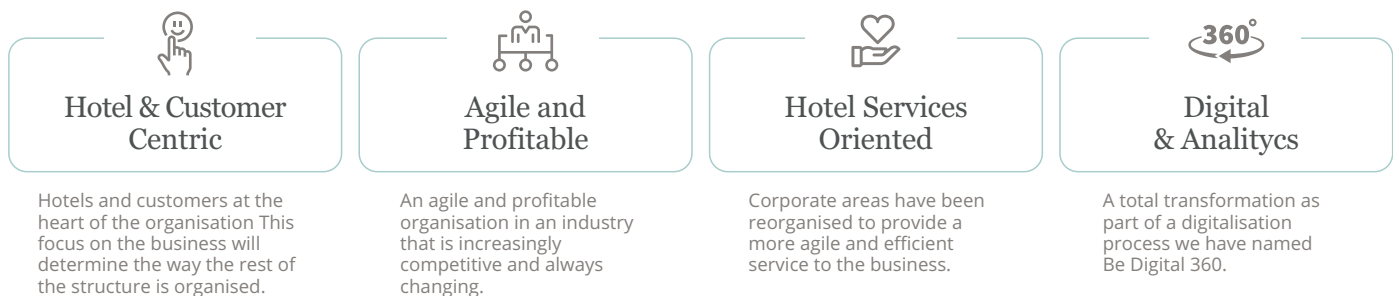 360°
Hotel & Customer
Centric
Agile and
Profitable
Hotel Services
Oriented
Digital
& Analitycs
Hotels and customers at the
heart of the organisation This
focus on the business will
determine the way the rest of
the structure is organised.
An agile and profitable
organisation in an industry
that is increasingly
competitive and always
changing.
Corporate areas have been
reorganised to provide a
more agile and efficient
service to the business.
A total transformation as
part of a digitalisation
process we have named
Be Digital 360.